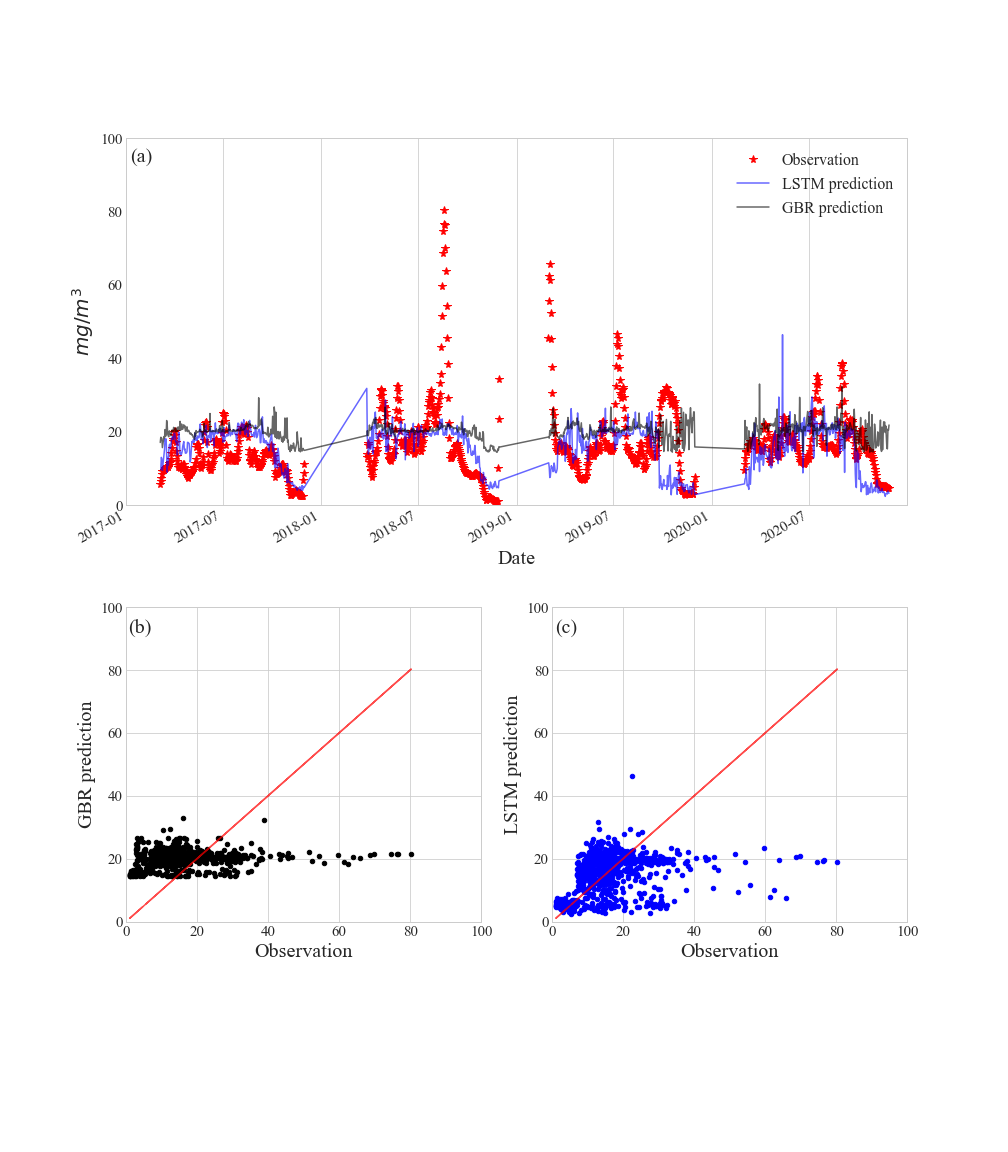 (a)
Observation
LSTM prediction
GBR prediction
100
80
60
40
20
0
mg/m³
2017-01
2017-07
2018-01
2018-07
2019-01
2019-07
2020-01
2020-07
Date
(b)
100
80
60
40
20
0
GBR prediction
0 20 40 60 80 100
Observation
(c)
100
80
60
40
20
0
LSTM prediction
0 20 40 60 80 100
Observation